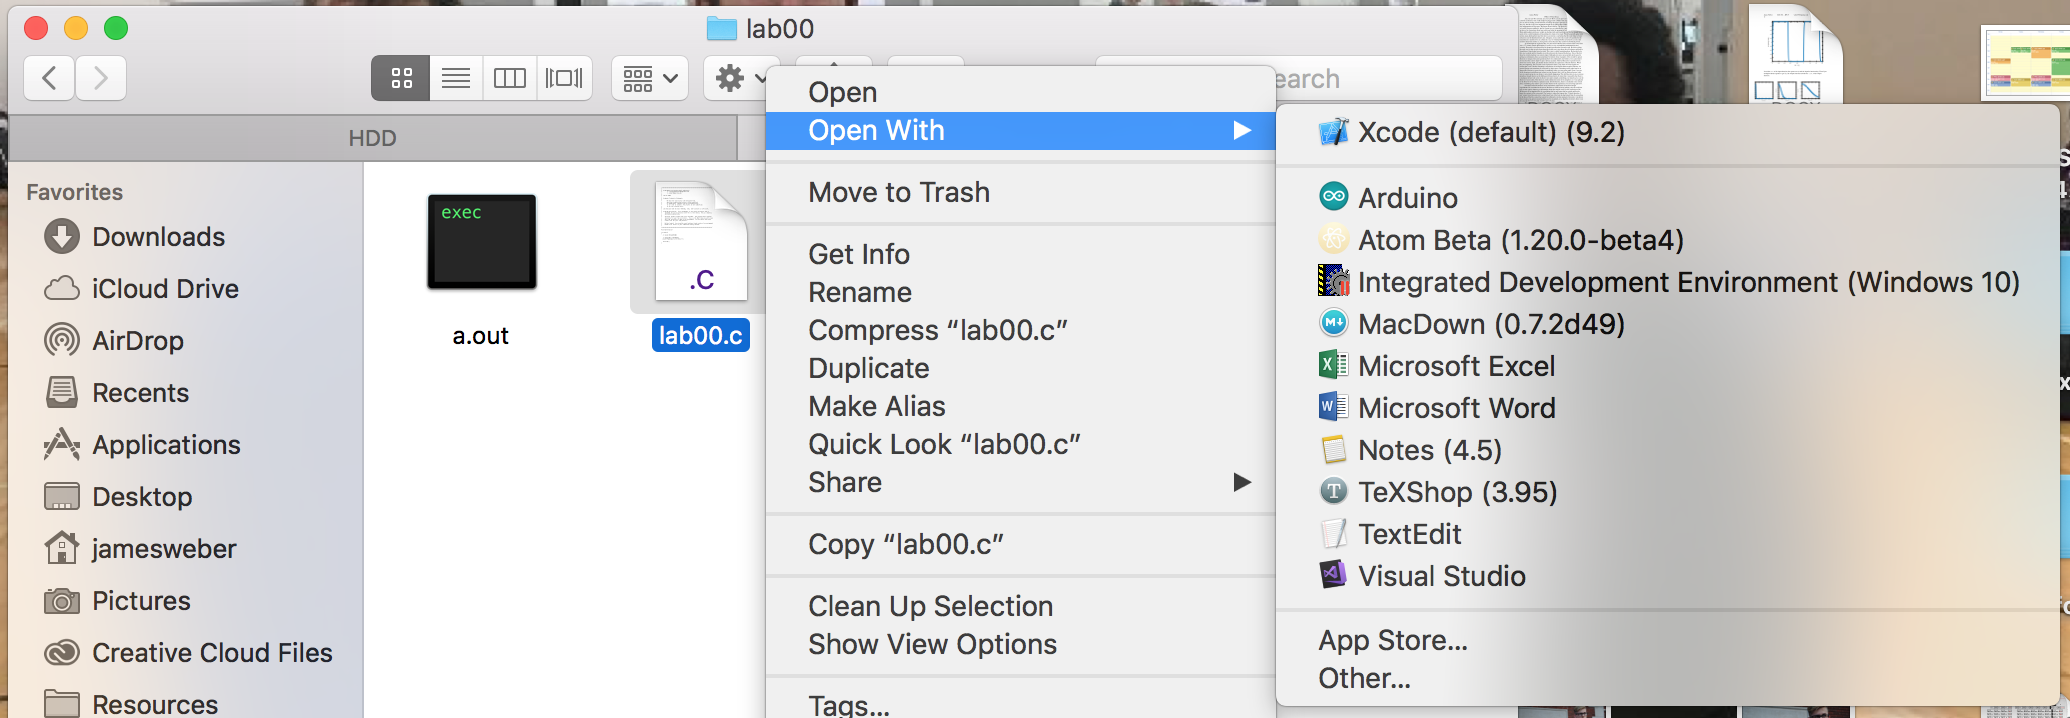 lab00
earch
HDD
Favorites
Downloads
iCloud Drive
AirDrop
Recents
Applications
Desktop
jamesweber
Pictures
Creative Cloud Files
Resources
exec
a.out
.C
lab00.c
Open
Open With
Move to Trash
Get Info
Rename
Compress “lab00.c”
Duplicate
Make Alias
Quick Look “lab00.c”
Share
Copy “lab00.c”
Clean Up Selection
Show View Options
Tags...
Xcode (default) (9.2)
Arduino
Atom Beta (1.20.0-beta4)
Integrated Development Environment (Windows 10)
MacDown (0.7.2d49)
Microsoft Excel
Microsoft Word
Notes (4.5)
TeXShop (3.95)
TextEdit
Visual Studio
App Store...
Other...